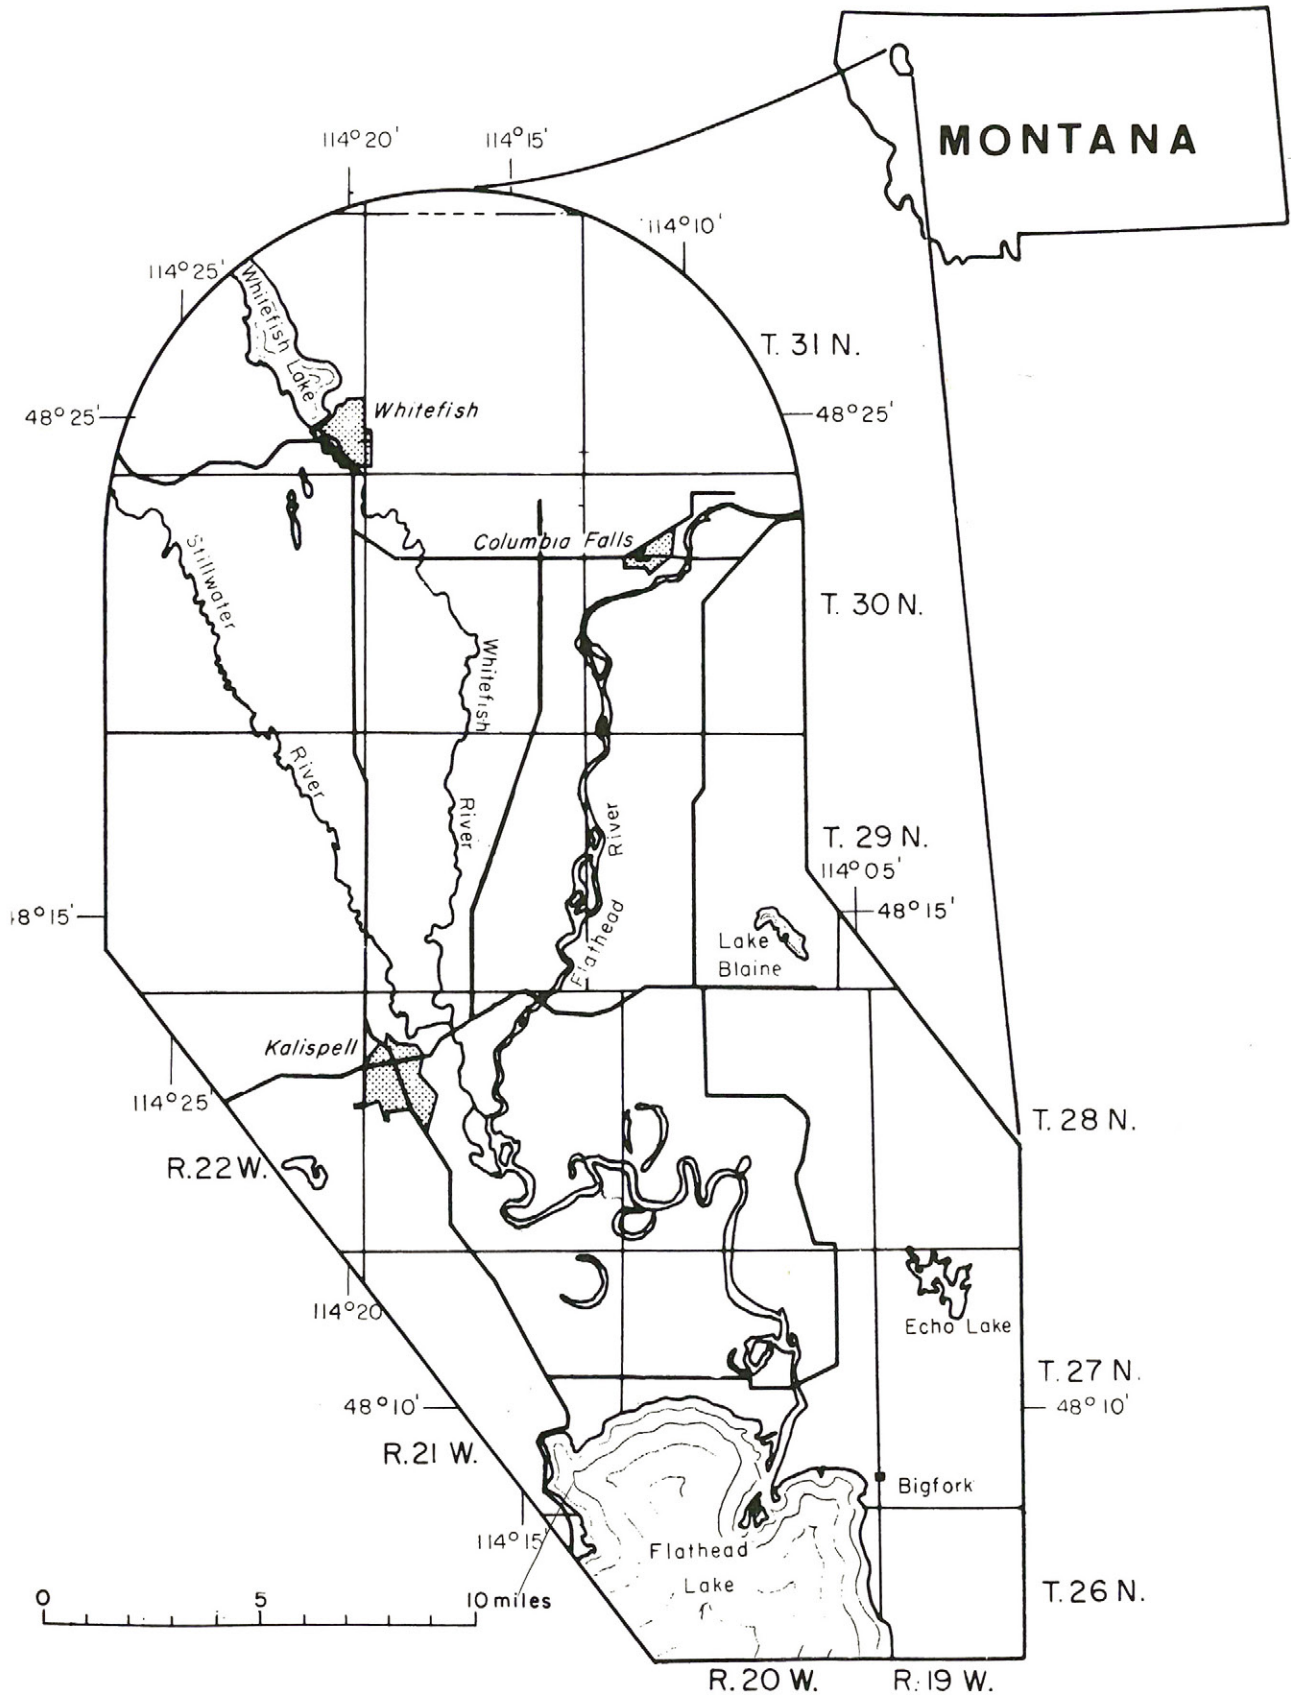 MONTANA
114° 20'
114° 15'
114° 10'
114° 25'
Whitefish Lake
T. 31 N.
48° 25'
Whitefish
48° 25'
Stillwater
River
Columbia Falls
T. 30 N.
Whitefish
River
T. 29 N.
114° 05'
48° 15'
8° 15'
Flathead
River
Lake
Blaine
Kalispell
114° 25'
T. 28 N.
R. 22 W.
114° 20'
Echo Lake
T. 27 N.
48° 10'
48° 10'
R. 21 W.
Bigfork
114° 15'
Flathead
Lake
T. 26 N.
0 5 10 miles
R. 20 W. R. 19 W.